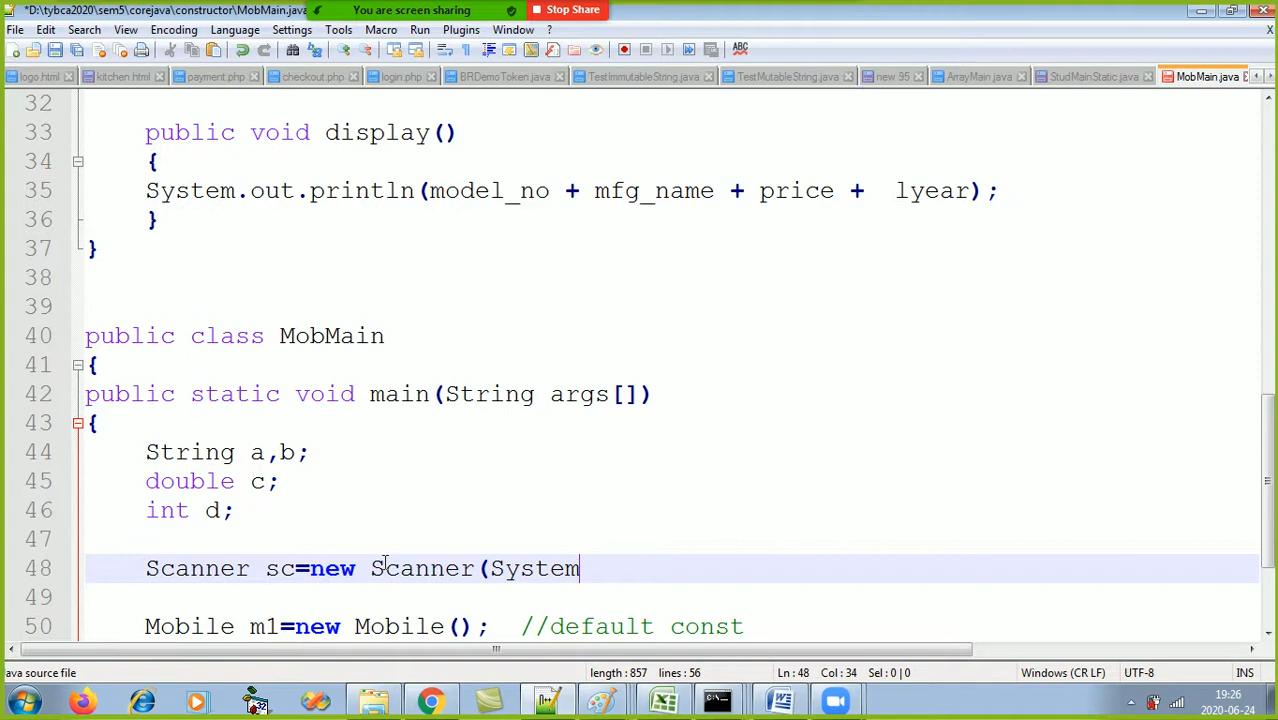 *D:\tybca2020\sem5\corejava\constructor\MobMain.java
You are screen sharing
Stop Share
File Edit Search View Encoding Language Settings Tools Macro Run Plugins Window ? X
logo.html kitchen.html payment.php checkout.php login.php BRDemoToken.java TestImmutableString.java TestMutableString.java new 95 ArrayMain.java StudMainStatic.java MobMain.java
32
33 public void display()
34 {
35 System.out.println(model_no + mfg_name + price + lyear);
36 }
37 }
38
39
40 public class MobMain
41 {
42 public static void main(String args[])
43 {
44 String a,b;
45 double c;
46 int d;
47
48 Scanner sc=new Scanner(System
49
50 Mobile m1=new Mobile(); //default const
ava source file length : 857 lines : 56 Ln : 48 Col : 34 Sel : 0 | 0 Windows (CR LF) UTF-8 INS
19:26
2020-06-24